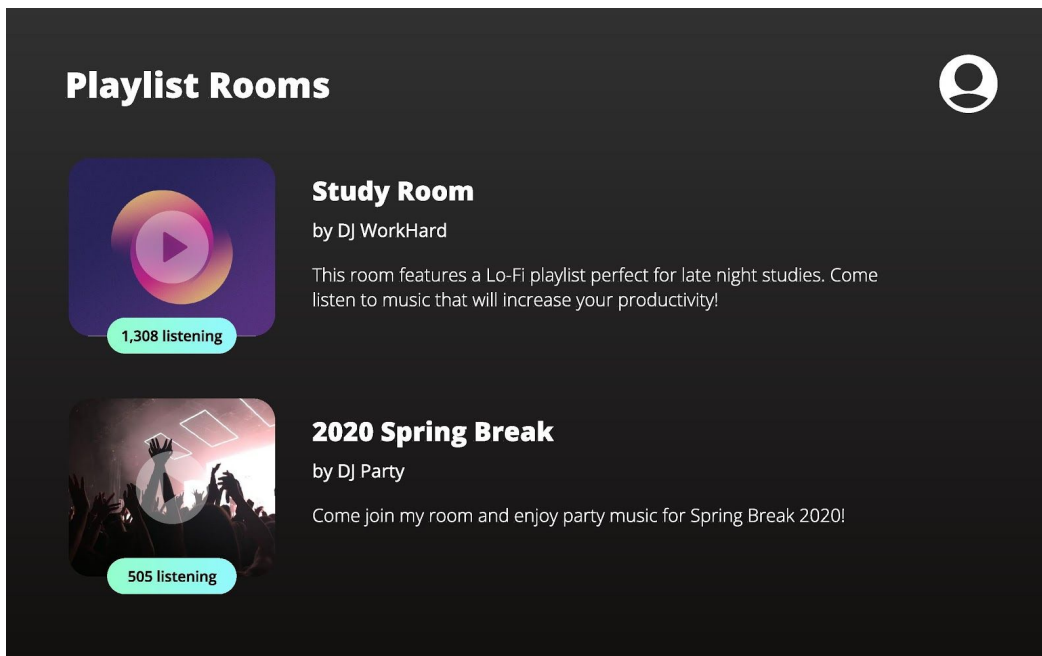 Playlist Rooms
Study Room
by DJ WorkHard
This room features a Lo-Fi playlist perfect for late night studies. Come
listen to music that will increase your productivity!
1,308 listening
2020 Spring Break
by DJ Party
Come join my room and enjoy party music for Spring Break 2020!
505 listening